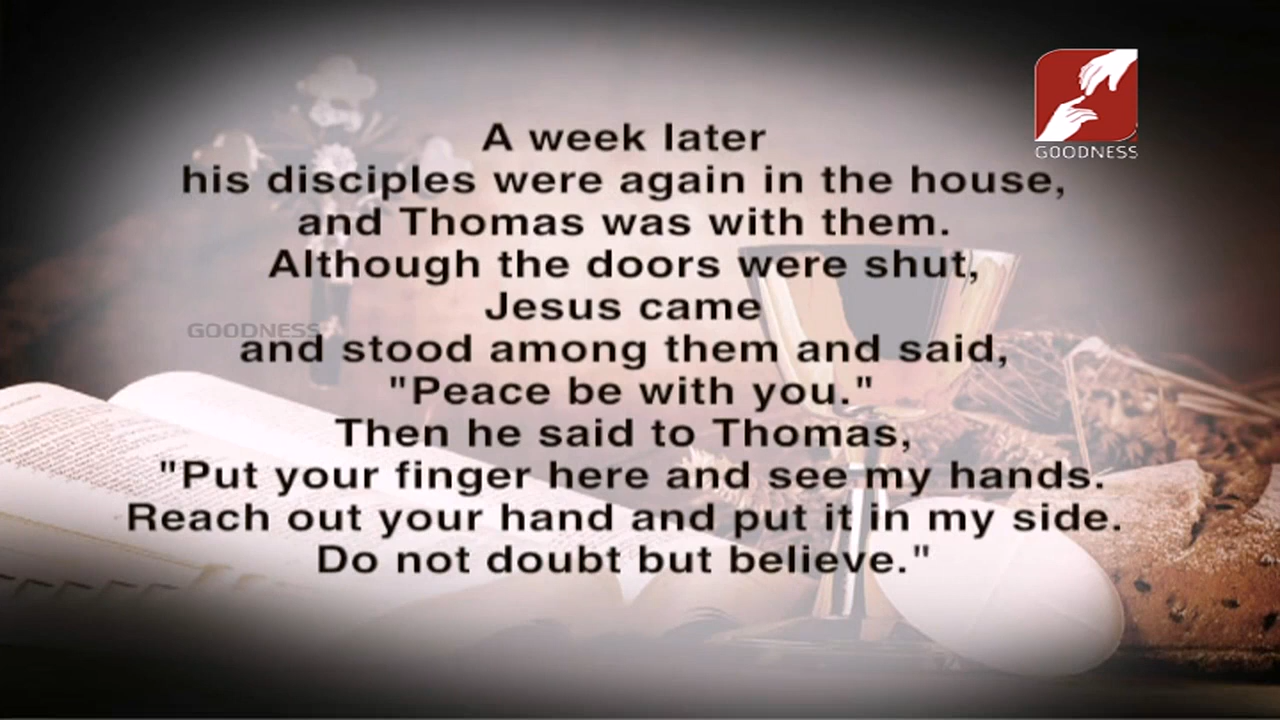 GOODNESS
A week later
his disciples were again in the house,
and Thomas was with them.
Although the doors were shut,
Jesus came
GOODNESS
and stood among them and said,
"Peace be with you."
Then he said to Thomas,
"Put your finger here and see my hands.
Reach out your hand and put it in my side.
Do not doubt but believe."